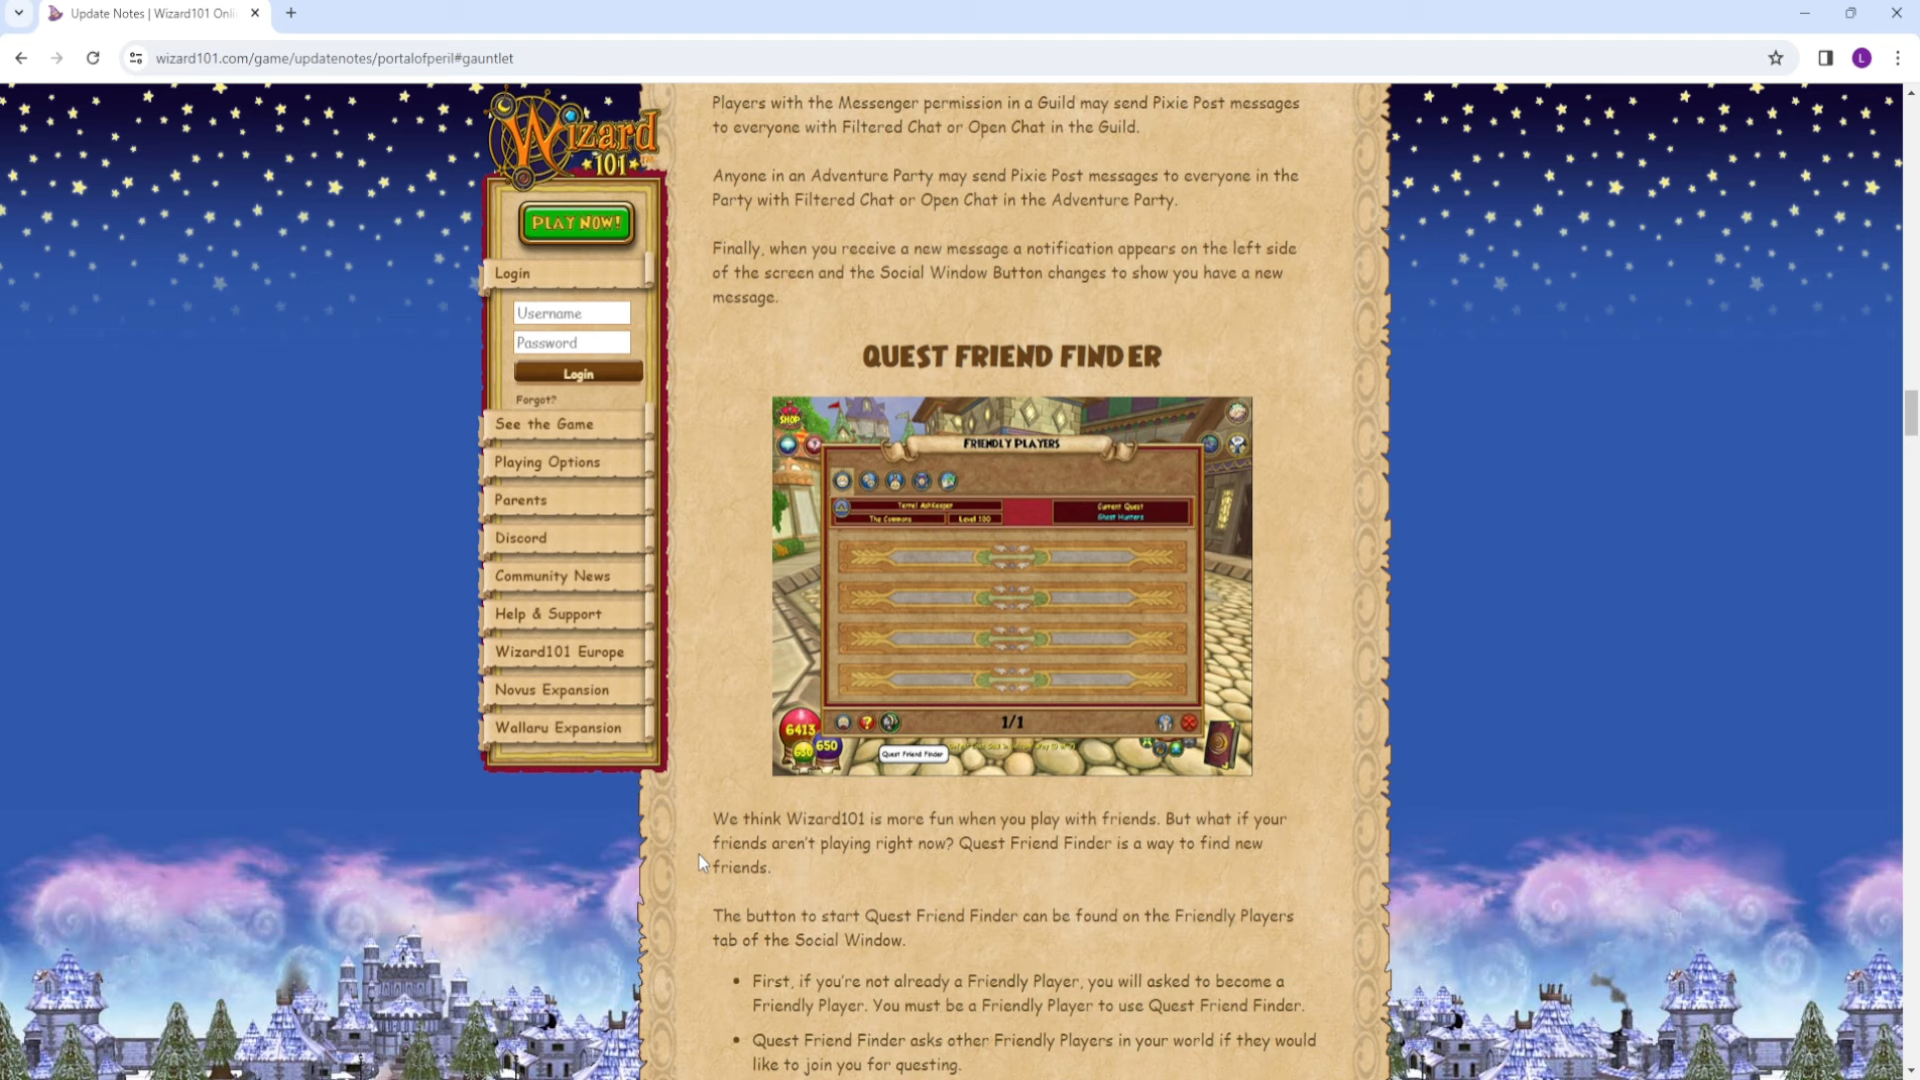 Update Notes | Wizard101 Onli
wizard101.com/game/updatenotes/portalofperil#gauntlet
L
Wizard
101
PLAY NOW!
Login
Username
Password
Login
Forgot?
See the Game
Playing Options
Parents
Discord
Community News
Help & Support
Wizard101 Europe
Novus Expansion
Wallaru Expansion
Players with the Messenger permission in a Guild may send Pixie Post messages
to everyone with Filtered Chat or Open Chat in the Guild.
Anyone in an Adventure Party may send Pixie Post messages to everyone in the
Party with Filtered Chat or Open Chat in the Adventure Party.
Finally, when you receive a new message a notification appears on the left side
of the screen and the Social Window Button changes to show you have a new
message.
QUEST FRIEND FINDER
SHOP
FRIENDLY PLAYERS
Terrel AshKeeper
The Commons
Level 100
Current Quest
Ghost Hunters
1/1
6413
650
650
Quest Friend Finder
We think Wizard101 is more fun when you play with friends. But what if your
friends aren't playing right now? Quest Friend Finder is a way to find new
friends.
The button to start Quest Friend Finder can be found on the Friendly Players
tab of the Social Window.
• First, if you're not already a Friendly Player, you will asked to become a
Friendly Player. You must be a Friendly Player to use Quest Friend Finder.
• Quest Friend Finder asks other Friendly Players in your world if they would
like to join you for questing.